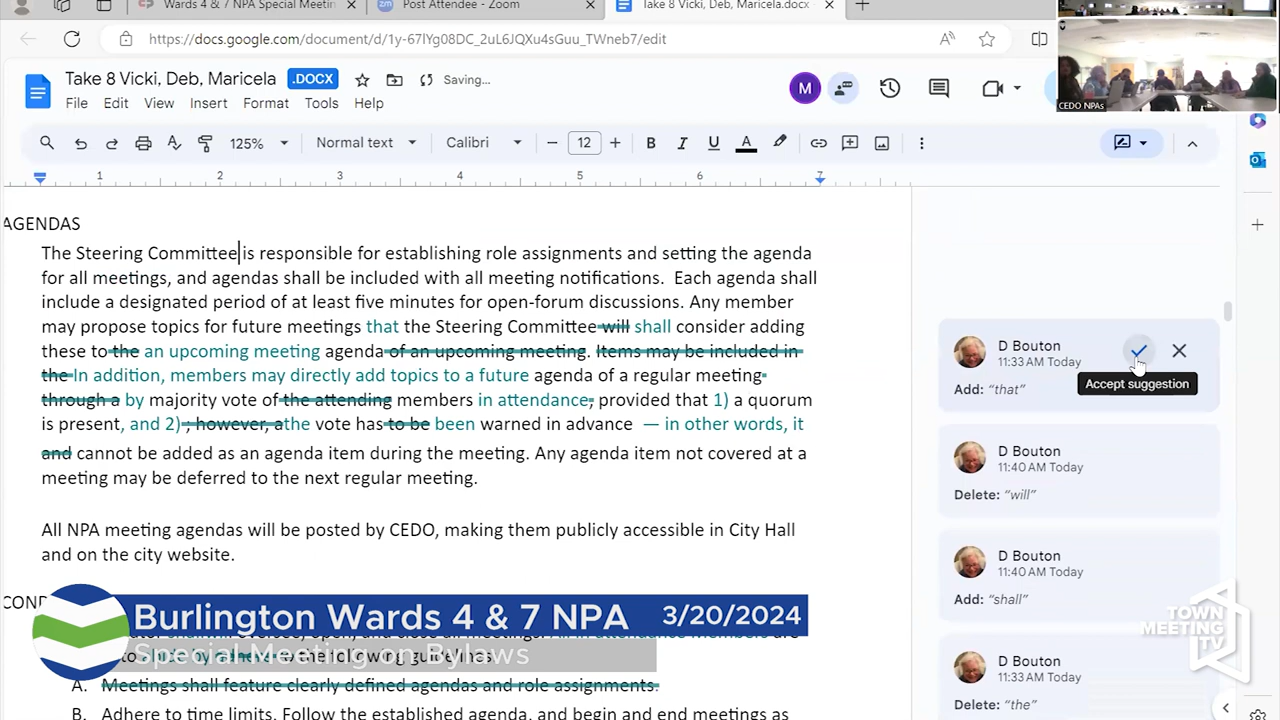 Wards 4 & 7 NPA Special Meetin
Post Attendee - Zoom
Take 8 Vicki, Deb, Maricela.docx
https://docs.google.com/document/d/1y-67lYg08DC_2uL6JQXu4sGuu_TWneb7/edit
Take 8 Vicki, Deb, Maricela .DOCX Saving...
File Edit View Insert Format Tools Help
M
CEDO NPAs
125% Normal text Calibri 12 B I U A
1 2 3 4 5 6 7
AGENDAS
The Steering Committee is responsible for establishing role assignments and setting the agenda
for all meetings, and agendas shall be included with all meeting notifications. Each agenda shall
include a designated period of at least five minutes for open-forum discussions. Any member
may propose topics for future meetings that the Steering Committee will shall consider adding
these to the an upcoming meeting agenda of an upcoming meeting. Items may be included in
the In addition, members may directly add topics to a future agenda of a regular meeting
through a by majority vote of the attending members in attendance, provided that 1) a quorum
is present, and 2) ; however, a the vote has to be been warned in advance — in other words, it
and cannot be added as an agenda item during the meeting. Any agenda item not covered at a
meeting may be deferred to the next regular meeting.
All NPA meeting agendas will be posted by CEDO, making them publicly accessible in City Hall
and on the city website.
COND
to the following guidelines
A. Meetings shall feature clearly defined agendas and role assignments.
B. Adhere to time limits. Follow the established agenda, and begin and end meetings as
D Bouton
11:33 AM Today
Add: “that”
Accept suggestion
D Bouton
11:40 AM Today
Delete: “will”
D Bouton
11:40 AM Today
Add: “shall”
D Bouton
11:33 AM Today
Delete: “the”
Burlington Wards 4 & 7 NPA 3/20/2024
Special Meeting on Bylaws
TOWN
MEETING
TV